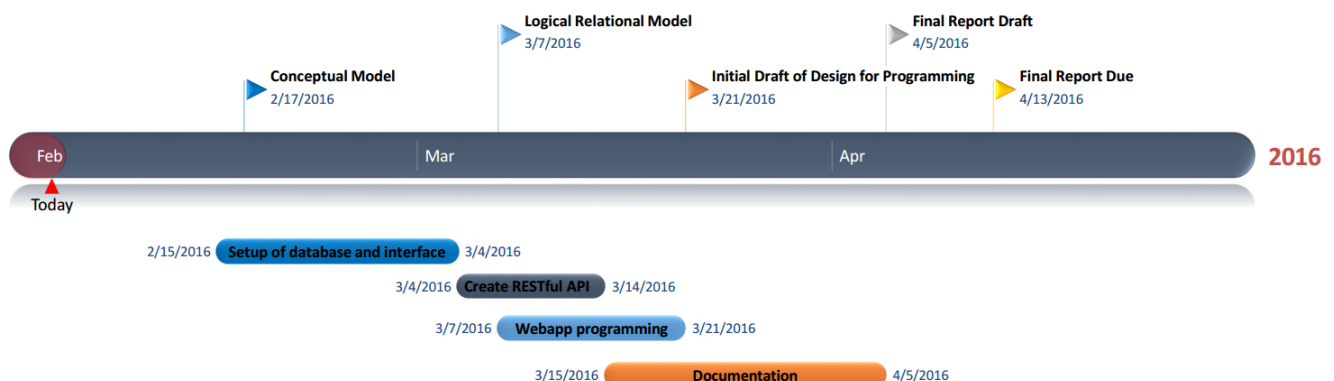 Logical Relational Model
3/7/2016
Final Report Draft
4/5/2016
Conceptual Model
2/17/2016
Initial Draft of Design for Programming
3/21/2016
Final Report Due
4/13/2016
Feb
Mar
Apr
2016
Today
2/15/2016
Setup of database and interface
3/4/2016
3/4/2016
Create RESTful API
3/14/2016
3/7/2016
Webapp programming
3/21/2016
3/15/2016
Documentation
4/5/2016